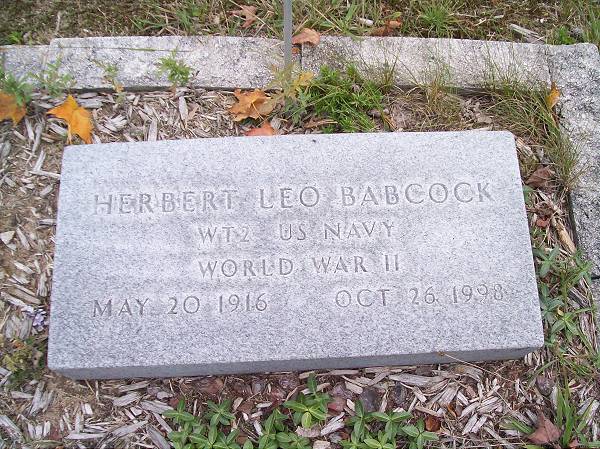 HERBERT LEO BABCOCK
WT2 US NAVY
WORLD WAR II
MAY 20 1916 OCT 26 1998